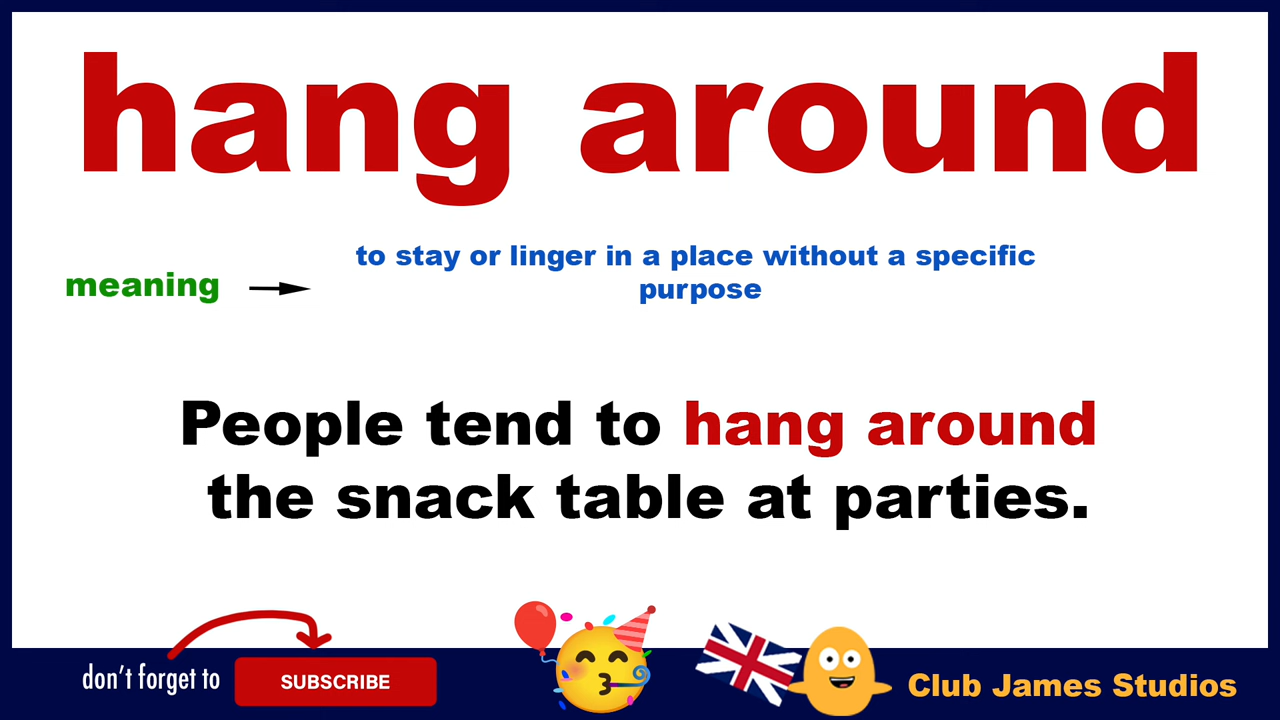 hang around
to stay or linger in a place without a specific
purpose
meaning
People tend to hang around
the snack table at parties.
don't forget to
SUBSCRIBE
Club James Studios